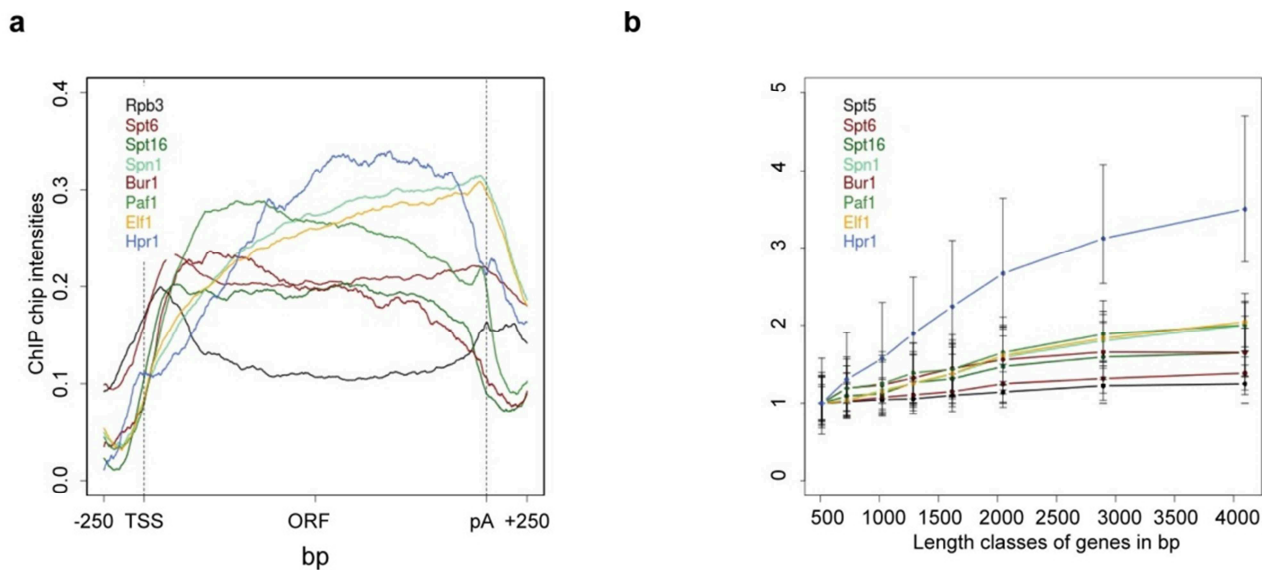 a
ChIP chip intensities
0.4
0.3
0.2
0.1
0.0
Rpb3
Spt6
Spt16
Spn1
Bur1
Paf1
Elf1
Hpr1
-250 TSS ORF pA +250
bp
b
5
4
3
2
1
0
Spt5
Spt6
Spt16
Spn1
Bur1
Paf1
Elf1
Hpr1
500 1000 1500 2000 2500 3000 3500 4000
Length classes of genes in bp